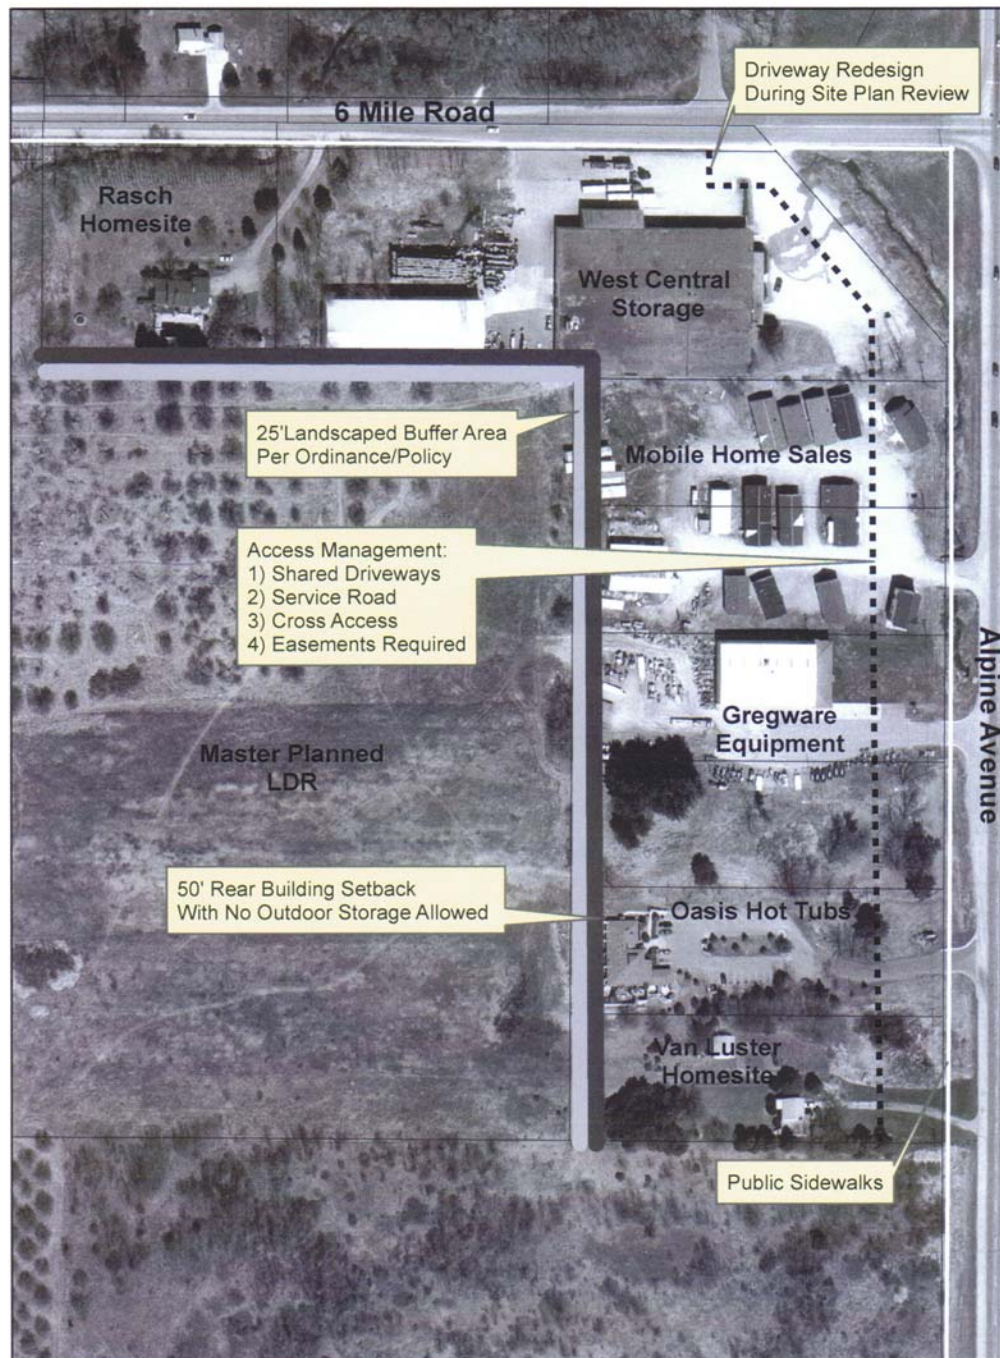 Driveway Redesign
During Site Plan Review
6 Mile Road
Rasch
Homesite
West Central
Storage
25'Landscaped Buffer Area
Per Ordinance/Policy
Mobile Home Sales
Access Management:
1) Shared Driveways
2) Service Road
3) Cross Access
4) Easements Required
Alpine Avenue
Gregware
Equipment
Master Planned
LDR
50' Rear Building Setback
With No Outdoor Storage Allowed
Oasis Hot Tubs
Van Luster
Homesite
Public Sidewalks